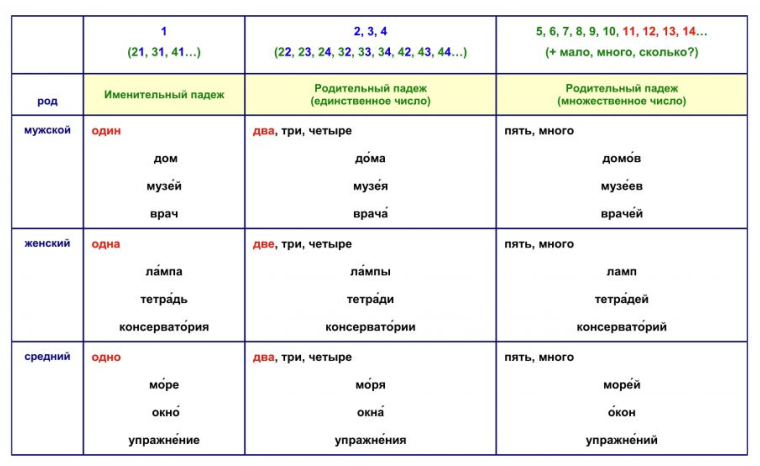 1
(21, 31, 41...)
2, 3, 4
(22, 23, 24, 32, 33, 34, 42, 43, 44...)
5, 6, 7, 8, 9, 10, 11, 12, 13, 14...
(+ мало, много, сколько?)
род
Именительный падеж
Родительный падеж
(единственное число)
Родительный падеж
(множественное число)
мужской
один
дом
музе́й
врач
два, три, четыре
до́ма
музе́я
врача́
пять, много
домо́в
музе́ев
враче́й
женский
одна
ла́мпа
тетра́дь
консервато́рия
две, три, четыре
ла́мпы
тетра́ди
консервато́рии
пять, много
ламп
тетра́дей
консервато́рий
средний
одно
мо́ре
окно́
упражне́ние
два, три, четыре
мо́ря
окна́
упражне́ния
пять, много
море́й
о́кон
упражне́ний